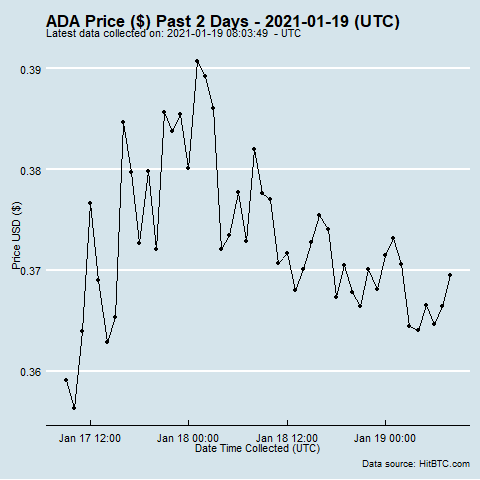 ADA Price ($) Past 2 Days - 2021-01-19 (UTC)
Latest data collected on: 2021-01-19 08:03:49 - UTC
0.39
0.38
0.37
0.36
Price USD ($)
Jan 17 12:00 Jan 18 00:00 Jan 18 12:00 Jan 19 00:00
Date Time Collected (UTC)
Data source: HitBTC.com